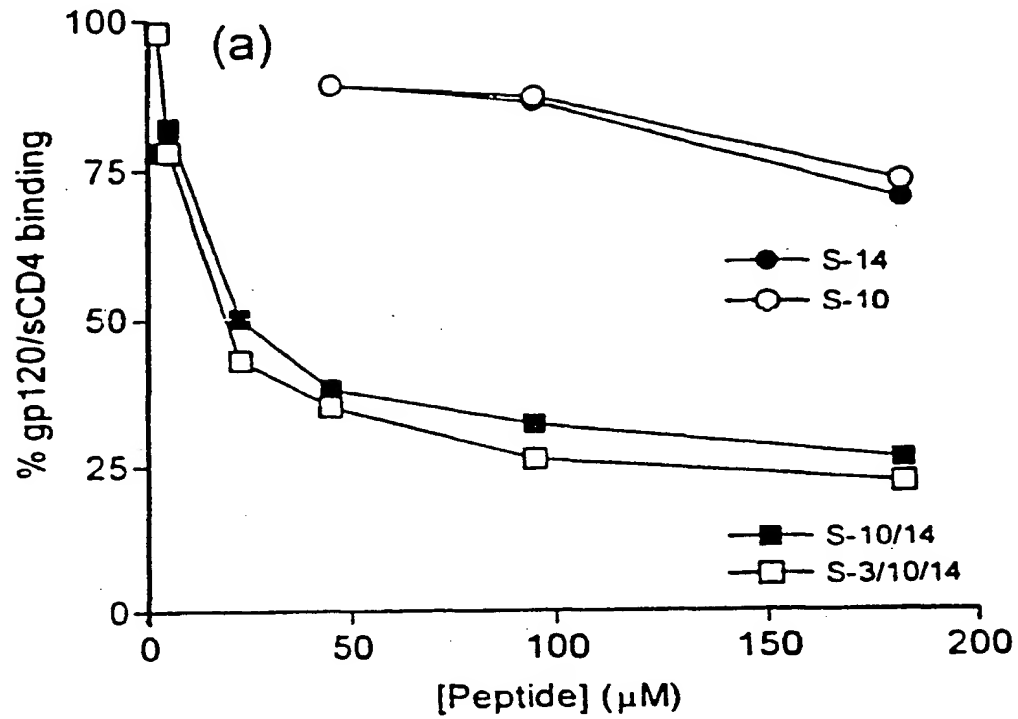 100
(a)
75
50
25
0
% gp120/sCD4 binding
S-14
S-10
S-10/14
S-3/10/14
0 50 100 150 200
[Peptide] (μM)